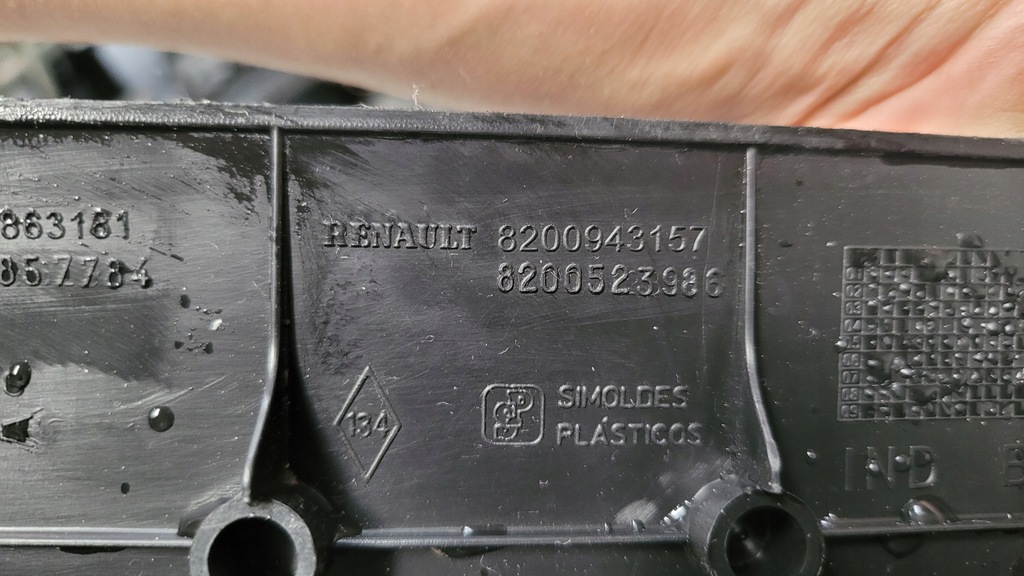 863181
857784
RENAULT 8200943157
8200523986
134
SIMOLDES
PLÁSTICOS
IND